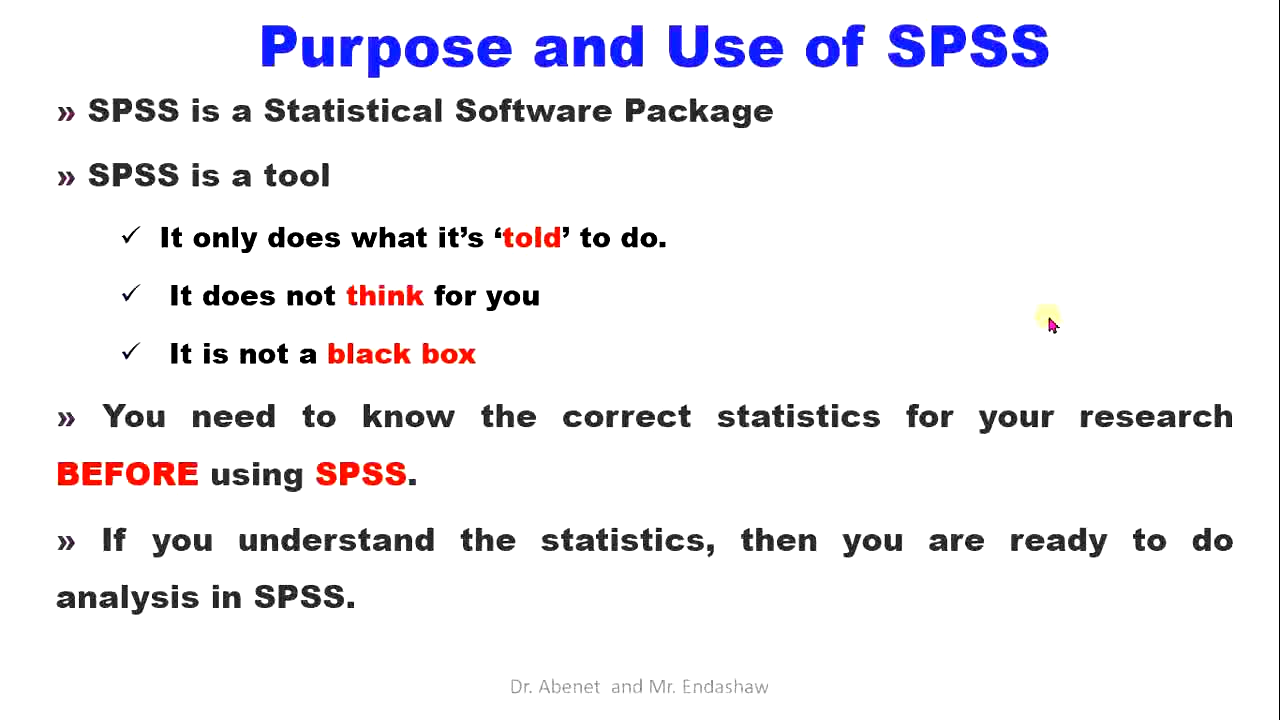 Purpose and Use of SPSS
» SPSS is a Statistical Software Package
» SPSS is a tool
✓ It only does what it’s ‘told’ to do.
✓ It does not think for you
✓ It is not a black box
» You need to know the correct statistics for your research
BEFORE using SPSS.
» If you understand the statistics, then you are ready to do
analysis in SPSS.
Dr. Abenet and Mr. Endashaw